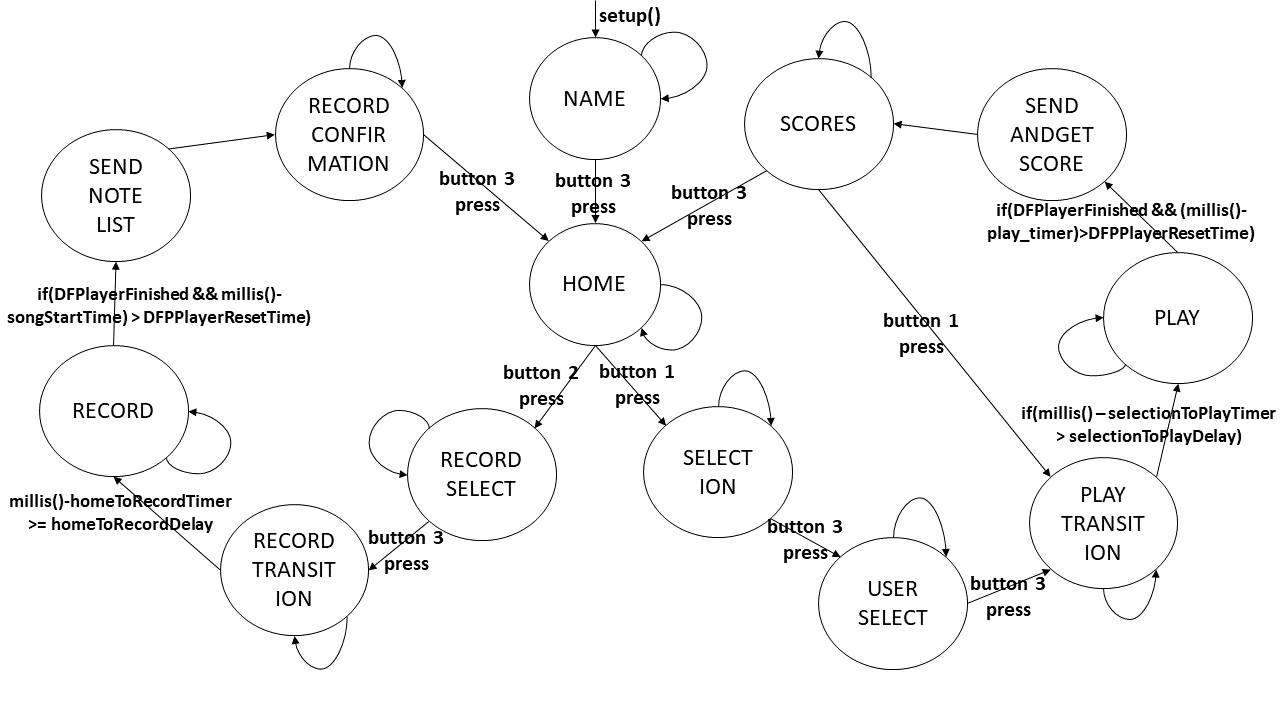 setup()
NAME
RECORD
CONFIR
MATION
SCORES
SEND
ANDGET
SCORE
SEND
NOTE
LIST
button 3
press
button 3
press
button 3
press
if(DFPlayerFinished && (millis()-
play_timer)>DFPPlayerResetTime)
HOME
if(DFPlayerFinished && millis()-
songStartTime) > DFPPlayerResetTime)
button 1
press
PLAY
RECORD
button 2
press
button 1
press
if(millis() – selectionToPlayTimer
> selectionToPlayDelay)
RECORD
SELECT
SELECT
ION
millis()-homeToRecordTimer
>= homeToRecordDelay
PLAY
TRANSIT
ION
RECORD
TRANSIT
ION
button 3
press
button 3
press
USER
SELECT
button 3
press